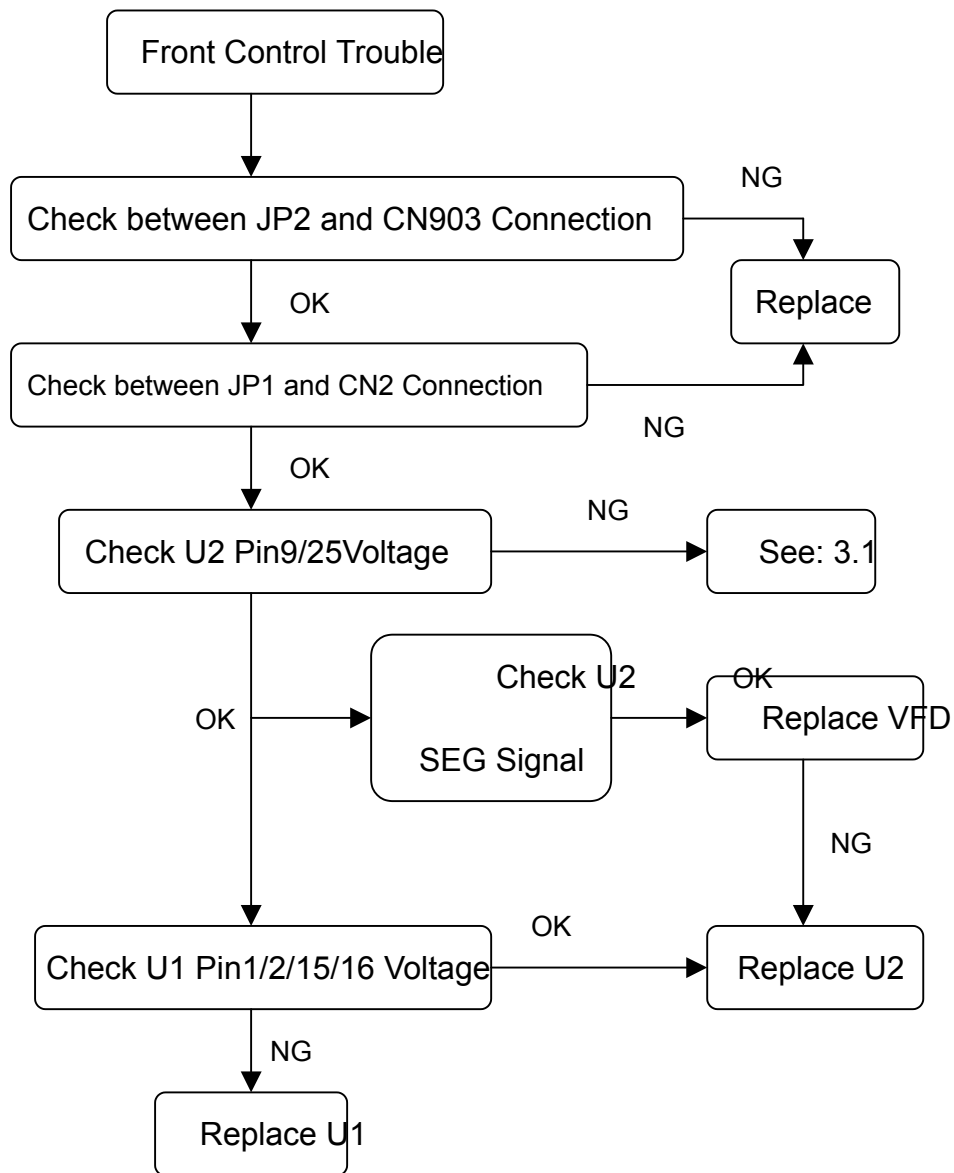 Front Control Trouble
NG
Check between JP2 and CN903 Connection
OK
Replace
Check between JP1 and CN2 Connection
NG
OK
NG
Check U2 Pin9/25Voltage
See: 3.1
Check U2
OK
OK
Replace VFD
SEG Signal
NG
OK
Check U1 Pin1/2/15/16 Voltage
Replace U2
NG
Replace U1